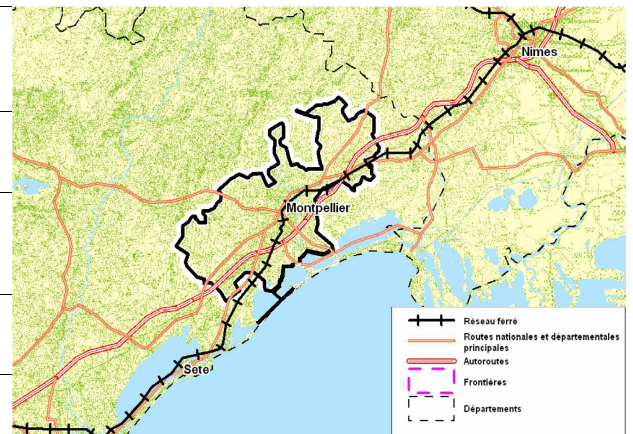 Nimes
Montpellier
Sete
Réseau ferré
Routes nationales et départementales
principales
Autoroutes
Frontières
Départements